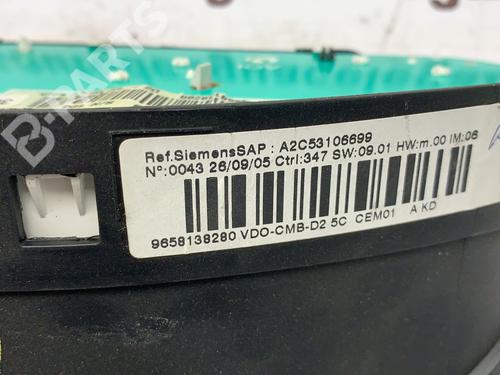 B-PARTS
Ref.SiemensSAP : A2C53106699
Nº:0043 26/09/05 Ctrl:347 SW:09.01 HW:m.00 IM:06
9658138280 VDO-CMB-D2 5C CEM01 A KD